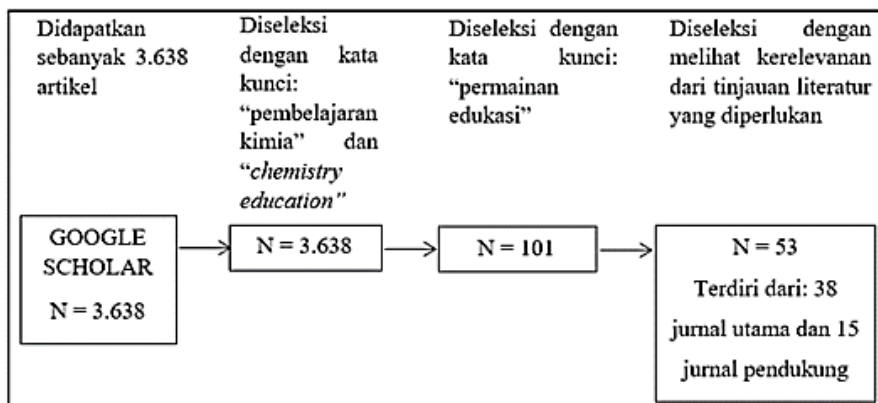 Didapatkan
sebanyak 3.638
artikel
Diseleksi
dengan kata
kunci:
“pembelajaran
kimia” dan
“chemistry
education”
Diseleksi dengan
kata kunci:
“permainan
edukasi”
Diseleksi dengan
melihat kerelevanan
dari tinjauan literatur
yang diperlukan
GOOGLE
SCHOLAR
N = 3.638
N = 3.638
N = 101
N = 53
Terdiri dari: 38
jurnal utama dan 15
jurnal pendukung